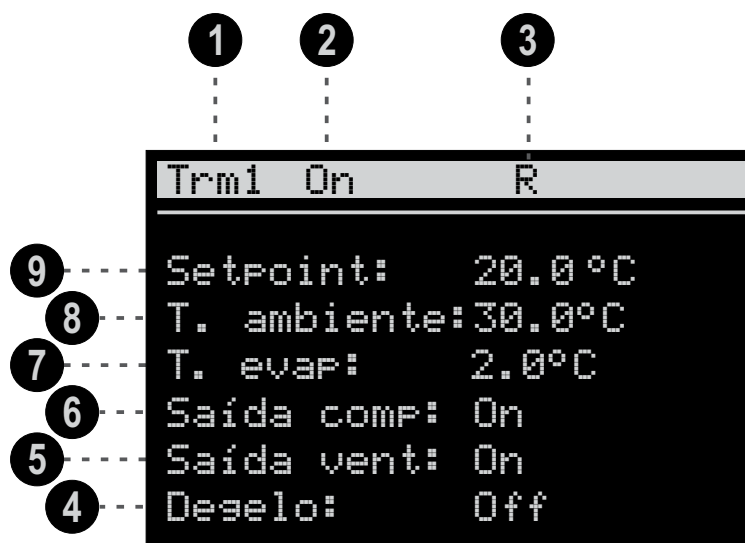 1 2 3
Trm1 On R
9 Setpoint: 20.0°C
8 T. ambiente:30.0°C
7 T. evap: 2.0°C
6 Saída comp: On
5 Saída vent: On
4 Degelo: Off